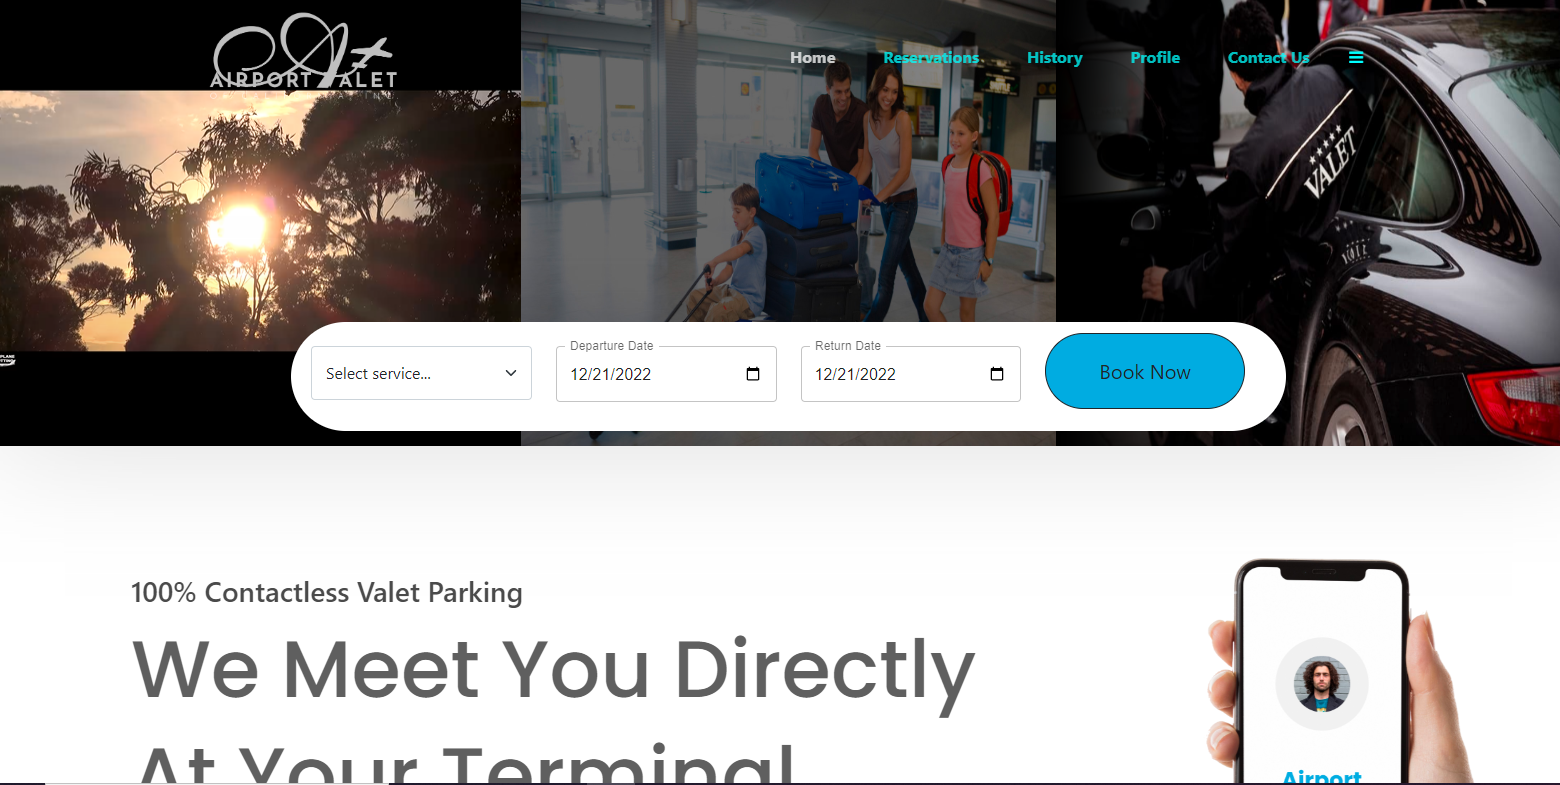 AIRPORT VALET
Home
Reservations
History
Profile
Contact Us
VALET
Select service...
Departure Date
12/21/2022
Return Date
12/21/2022
Book Now
100% Contactless Valet Parking
We Meet You Directly
At Your Terminal
Airport